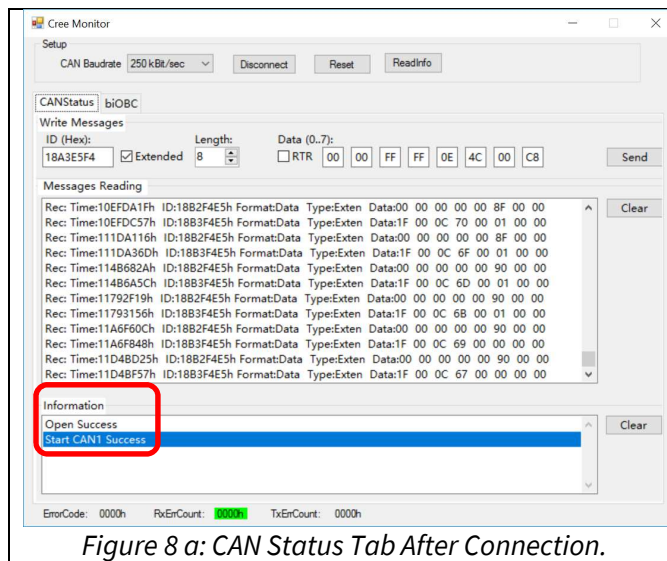 Cree Monitor
Setup
CAN Baudrate 250 kBit/sec Disconnect Reset ReadInfo
CANStatus biOBC
Write Messages
ID (Hex): Length: Data (0..7):
18A3E5F4 Extended 8 RTR 00 00 FF FF 0E 4C 00 C8 Send
Messages Reading
Rec: Time:10EFDA1Fh ID:18B2F4E5h Format:Data Type:Exten Data:00 00 00 00 00 8F 00 00 Clear
Rec: Time:10EFDC57h ID:18B3F4E5h Format:Data Type:Exten Data:1F 00 0C 70 00 01 00 00
Rec: Time:111DA116h ID:18B2F4E5h Format:Data Type:Exten Data:00 00 00 00 00 8F 00 00
Rec: Time:111DA36Dh ID:18B3F4E5h Format:Data Type:Exten Data:1F 00 0C 6F 00 01 00 00
Rec: Time:114B682Ah ID:18B2F4E5h Format:Data Type:Exten Data:00 00 00 00 00 90 00 00
Rec: Time:114B6A5Ch ID:18B3F4E5h Format:Data Type:Exten Data:1F 00 0C 6D 00 01 00 00
Rec: Time:11792F19h ID:18B2F4E5h Format:Data Type:Exten Data:00 00 00 00 00 90 00 00
Rec: Time:11793156h ID:18B3F4E5h Format:Data Type:Exten Data:1F 00 0C 6B 00 01 00 00
Rec: Time:11A6F60Ch ID:18B2F4E5h Format:Data Type:Exten Data:00 00 00 00 00 90 00 00
Rec: Time:11A6F848h ID:18B3F4E5h Format:Data Type:Exten Data:1F 00 0C 69 00 00 00 00
Rec: Time:11D4BD25h ID:18B2F4E5h Format:Data Type:Exten Data:00 00 00 00 00 90 00 00
Rec: Time:11D4BF57h ID:18B3F4E5h Format:Data Type:Exten Data:1F 00 0C 67 00 00 00 00
Information
Open Success Clear
Start CAN1 Success
ErrorCode: 0000h RxErrCount: 0000h TxErrCount: 0000h
Figure 8 a: CAN Status Tab After Connection.